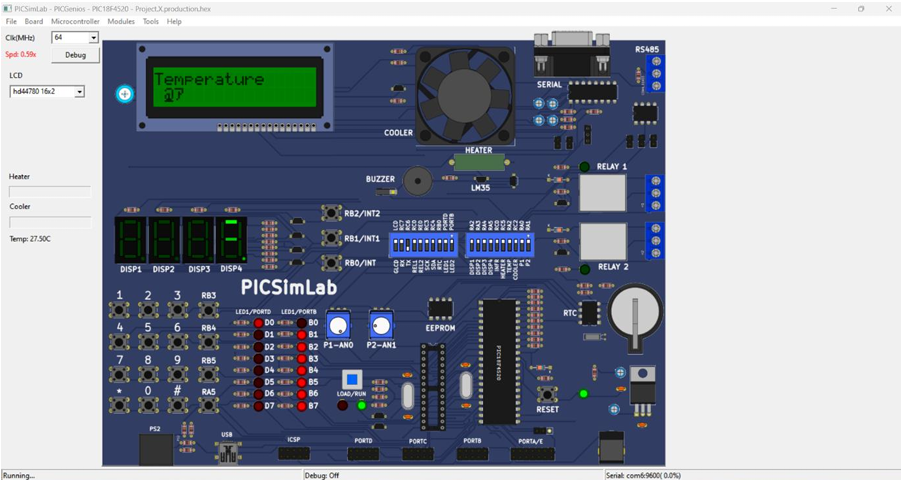 PICSimLab - PICGenios - PIC18F4520 - Project.X.production.hex
File Board Microcontroller Modules Tools Help
Clk(MHz) 64
Spd: 0.59x Debug
LCD
hd44780 16x2
Heater
Cooler
Temp: 27.50C
Temperature
COOLER
HEATER
BUZZER
LM35
SERIAL
RS485
RELAY 1
RELAY 2
DISP1 DISP2 DISP3 DISP4
RB2/INT2
RB1/INT1
RB0/INT
PICSimLab
1 2 3 RB3
4 5 6 RB4
7 8 9 RB5
* 0 # RA5
LED1/PORTD LED1/PORTB
D0 B0
D1 B1
D2 B2
D3 B3
D4 B4
D5 B5
D6 B6
D7 B7
P1-AN0 P2-AN1
EEPROM
LOAD/RUN
PIC18F4520
RTC
RESET
PS2
USB
ICSP
PORTD
PORTC
PORTB
PORTA/E
Running...
Debug: Off
Serial: com6:9600( 0.0%)